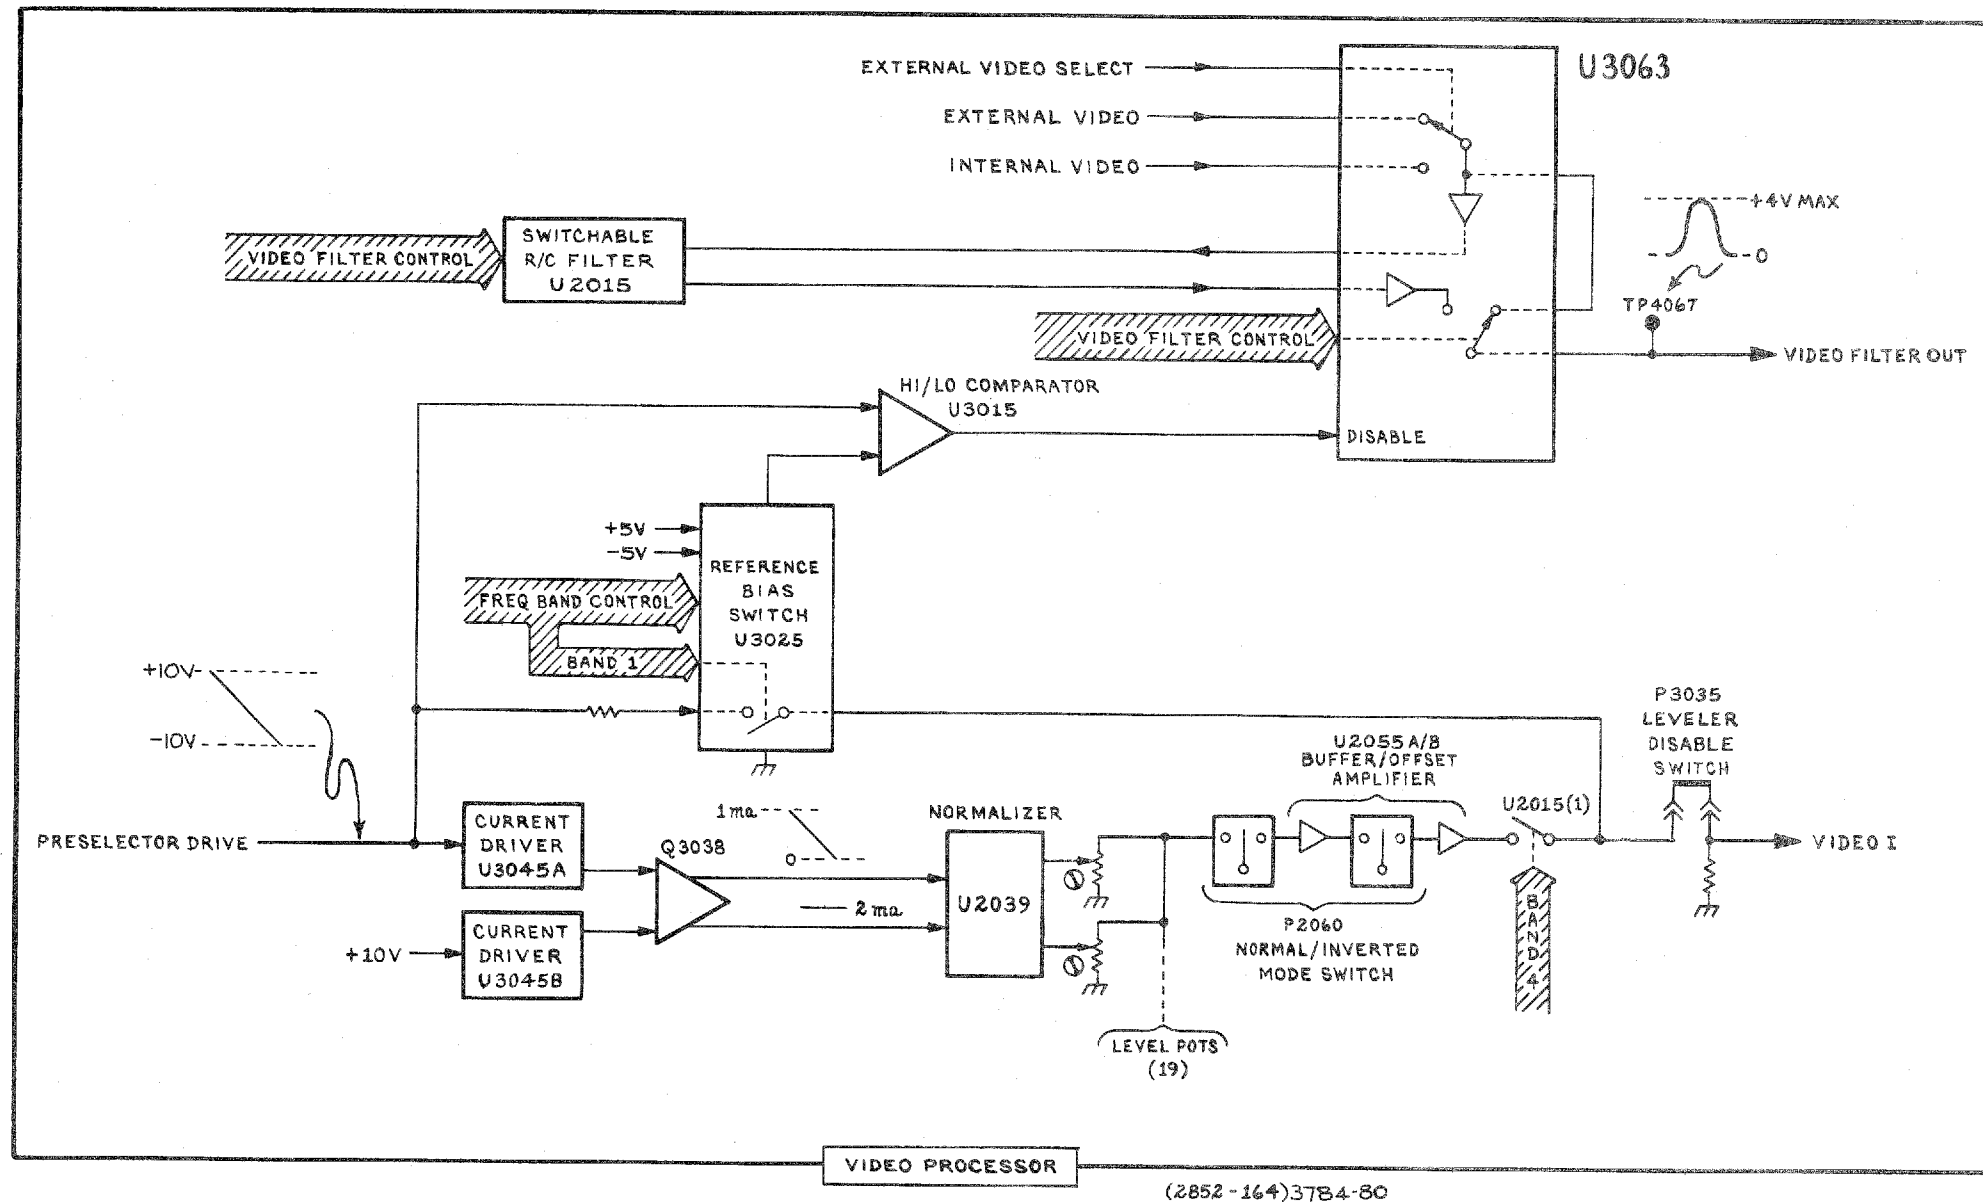 EXTERNAL VIDEO SELECT
U3063
EXTERNAL VIDEO
INTERNAL VIDEO
+4V MAX
0
SWITCHABLE
R/C FILTER
U2015
VIDEO FILTER CONTROL
TP4067
VIDEO FILTER CONTROL
VIDEO FILTER OUT
HI/LO COMPARATOR
U3015
DISABLE
+5V
-5V
REFERENCE
BIAS
SWITCH
U3025
FREQ BAND CONTROL
BAND 1
+10V
-10V
P3035
LEVELER
DISABLE
SWITCH
U2055A/B
BUFFER/OFFSET
AMPLIFIER
U2015(1)
PRESELECTOR DRIVE
CURRENT
DRIVER
U3045A
Q3038
1ma
0
2ma
NORMALIZER
U2039
VIDEO I
+10V
CURRENT
DRIVER
U3045B
P2060
NORMAL/INVERTED
MODE SWITCH
BAND 4
LEVEL POTS
(19)
VIDEO PROCESSOR
(2852-164)3784-80